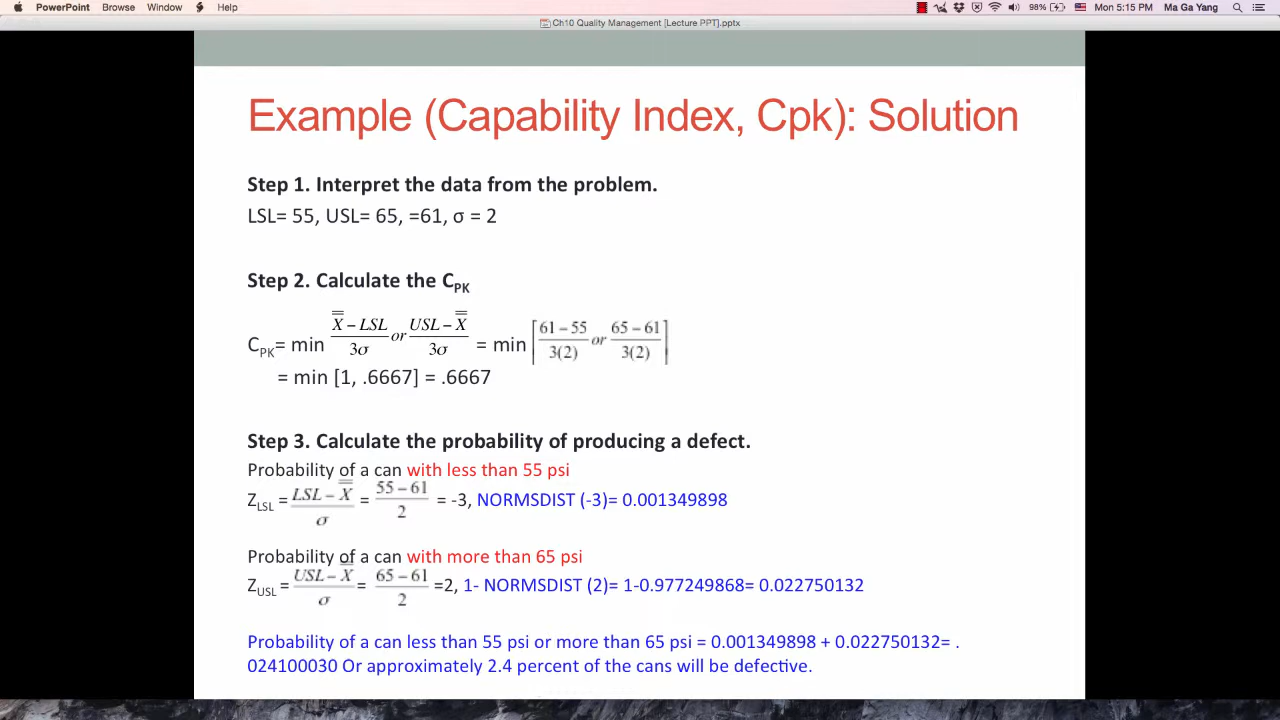 PowerPoint Browse Window Help 98% Mon 5:15 PM Ma Ga Yang
Ch10 Quality Management [Lecture PPT].pptx
Example (Capability Index, Cpk): Solution
Step 1. Interpret the data from the problem.
LSL= 55, USL= 65, =61, σ = 2
Step 2. Calculate the CPK
CPK= min X̿ – LSL / 3σ or USL – X̿ / 3σ = min [61 – 55 / 3(2) or 65 – 61 / 3(2)]
= min [1, .6667] = .6667
Step 3. Calculate the probability of producing a defect.
Probability of a can with less than 55 psi
ZLSL = LSL – X̿ / σ = 55 – 61 / 2 = -3, NORMSDIST (-3)= 0.001349898
Probability of a can with more than 65 psi
ZUSL = USL – X̿ / σ = 65 – 61 / 2 =2, 1- NORMSDIST (2)= 1-0.977249868= 0.022750132
Probability of a can less than 55 psi or more than 65 psi = 0.001349898 + 0.022750132= .
024100030 Or approximately 2.4 percent of the cans will be defective.